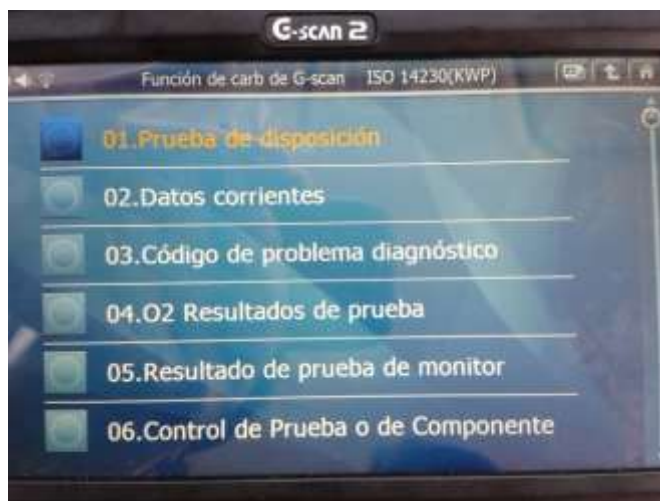 G-scan 2
Función de carb de G-scan ISO 14230(KWP)
01.Prueba de disposición
02.Datos corrientes
03.Código de problema diagnóstico
04.O2 Resultados de prueba
05.Resultado de prueba de monitor
06.Control de Prueba o de Componente